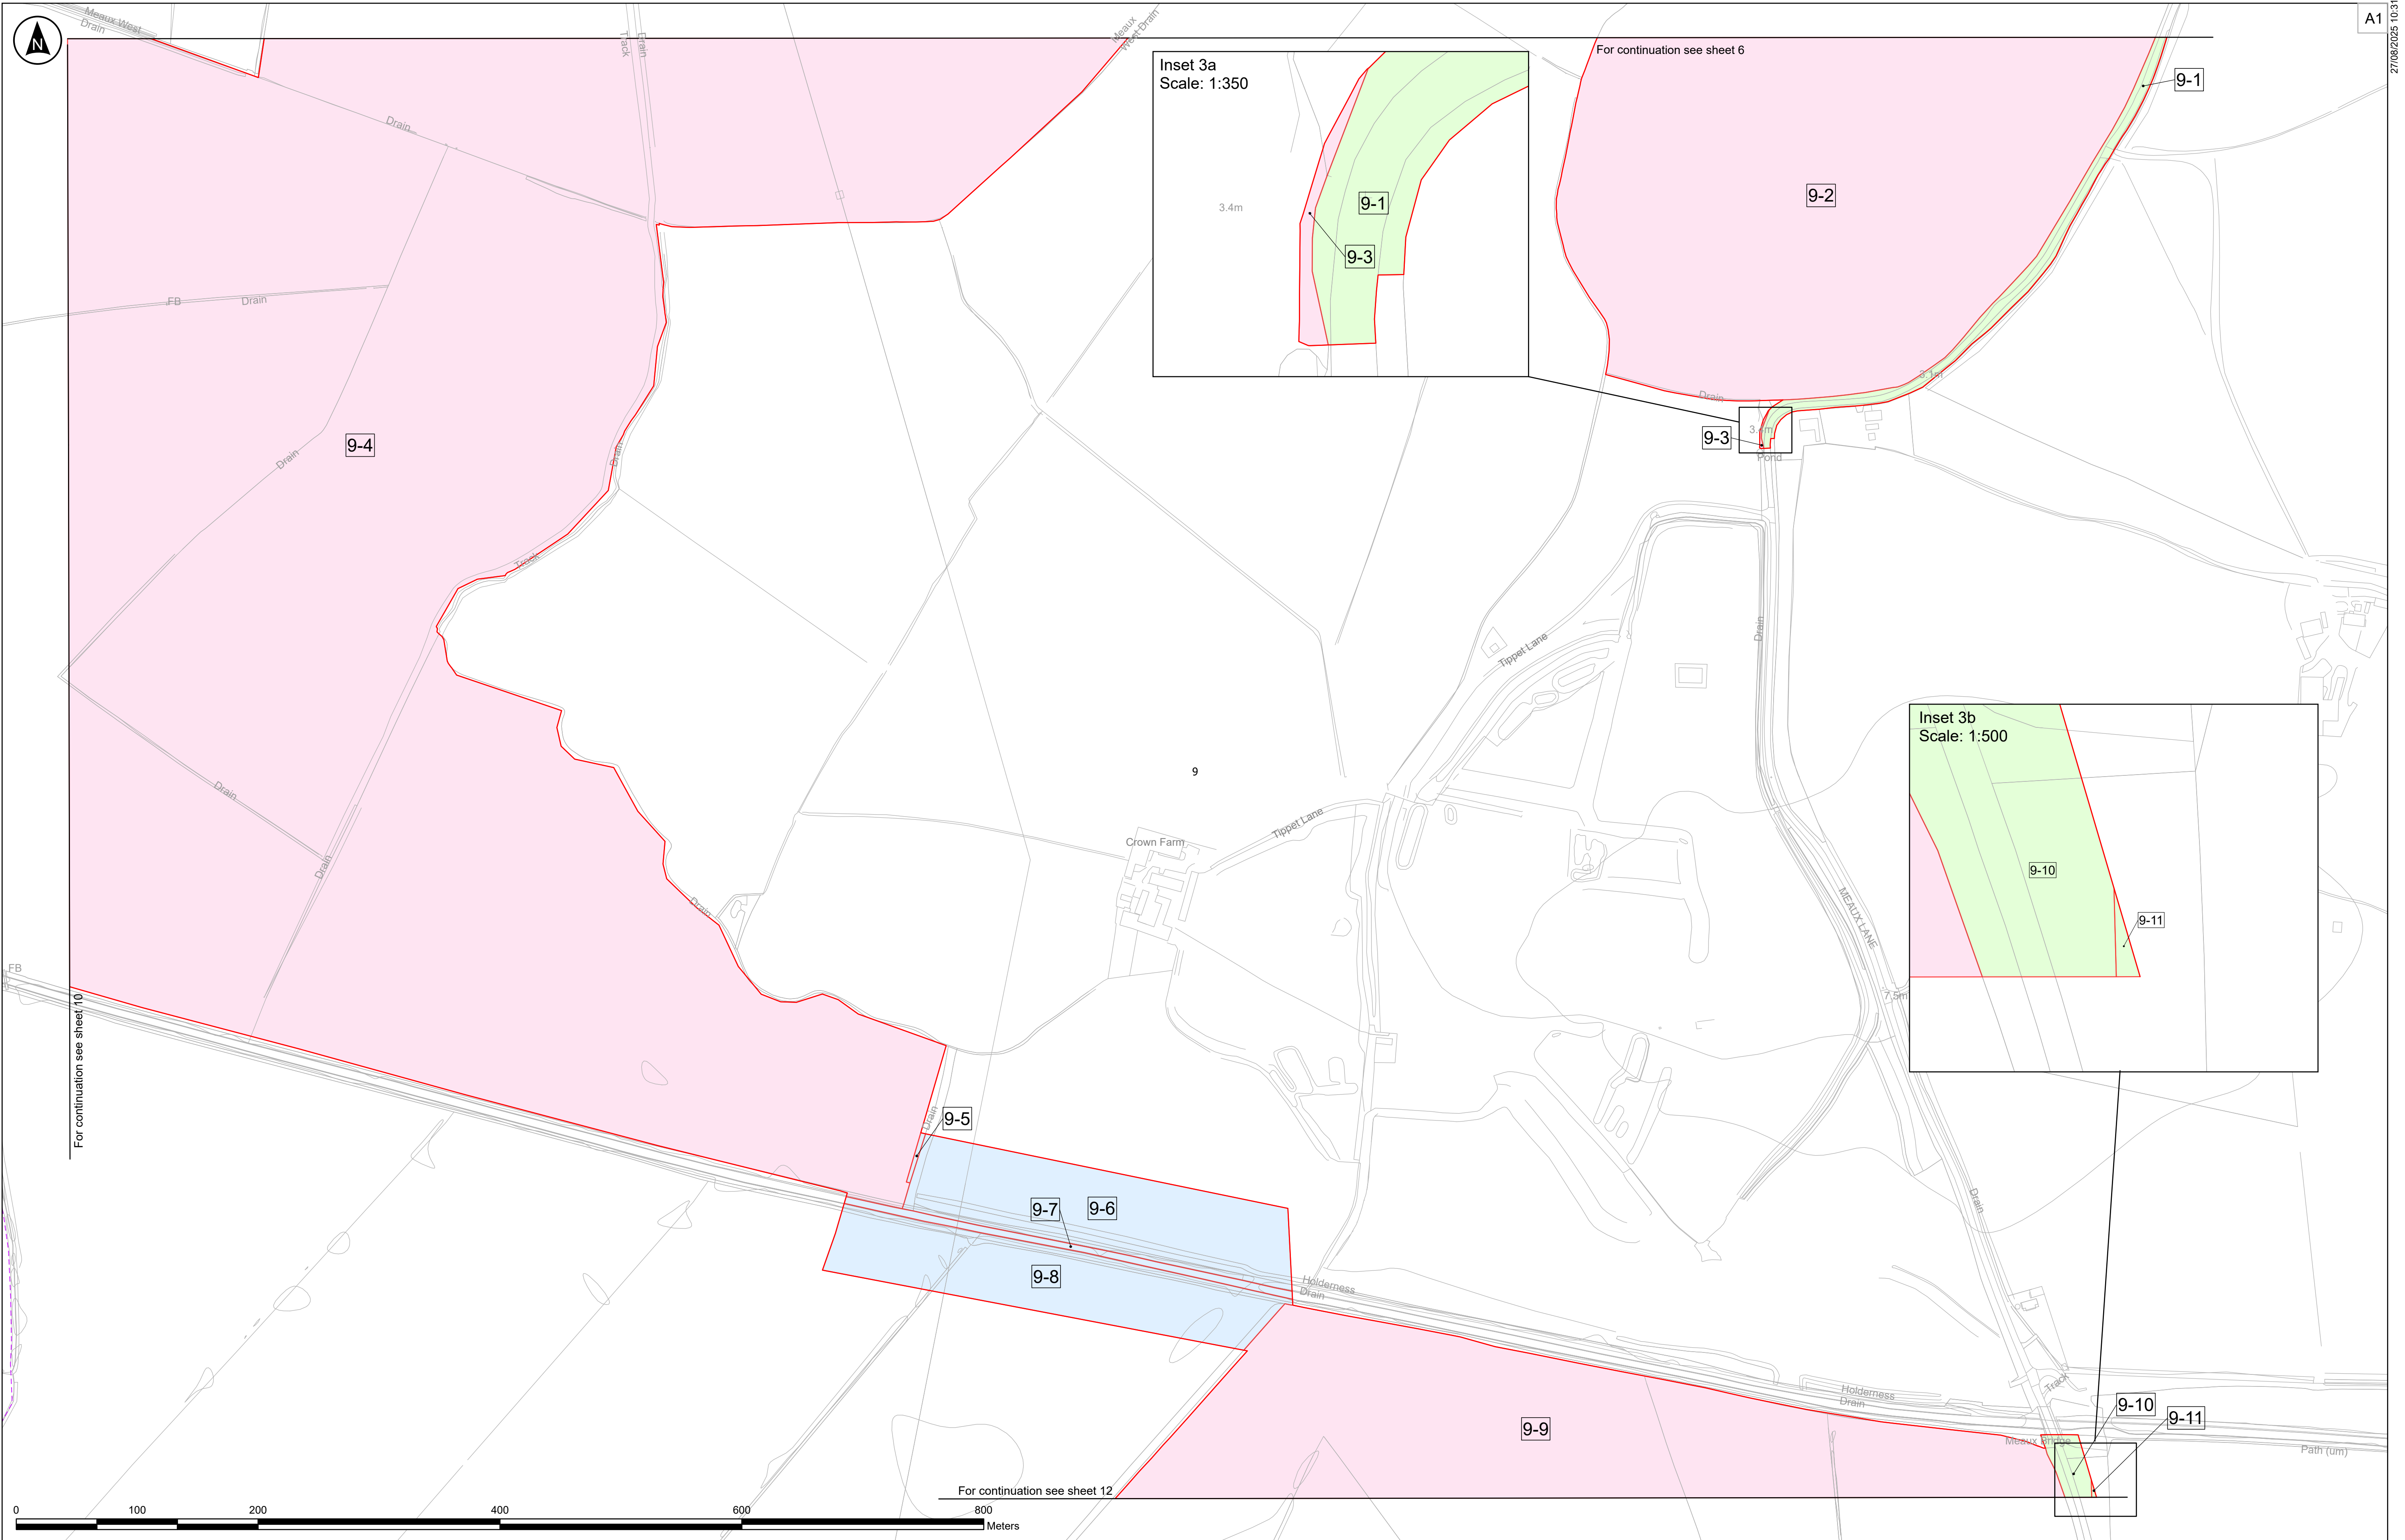 A1
27/08/2025 10:31
N
Meaux West
Drain
Track
Drain
Meaux
West Drain
For continuation see sheet 6
Inset 3a
Scale: 1:350
3.4m
9-1
9-3
9-1
9-2
Drain
FB
Drain
Drain
3.1m
9-3
3.4m
Pond
9-4
Drain
Drain
Track
Drain
Tippet Lane
Inset 3b
Scale: 1:500
9-10
9-11
9
Drain
Tippet Lane
Crown Farm
Drain
Drain
MEAUX LANE
FB
7.5m
For continuation see sheet 10
Drain
9-5
9-7
9-6
9-8
Drain
Holderness
Drain
Track
Holderness
Drain
9-10
9-11
9-9
Meaux Bridge
Path (um)
For continuation see sheet 12
0 100 200 400 600 800
Meters